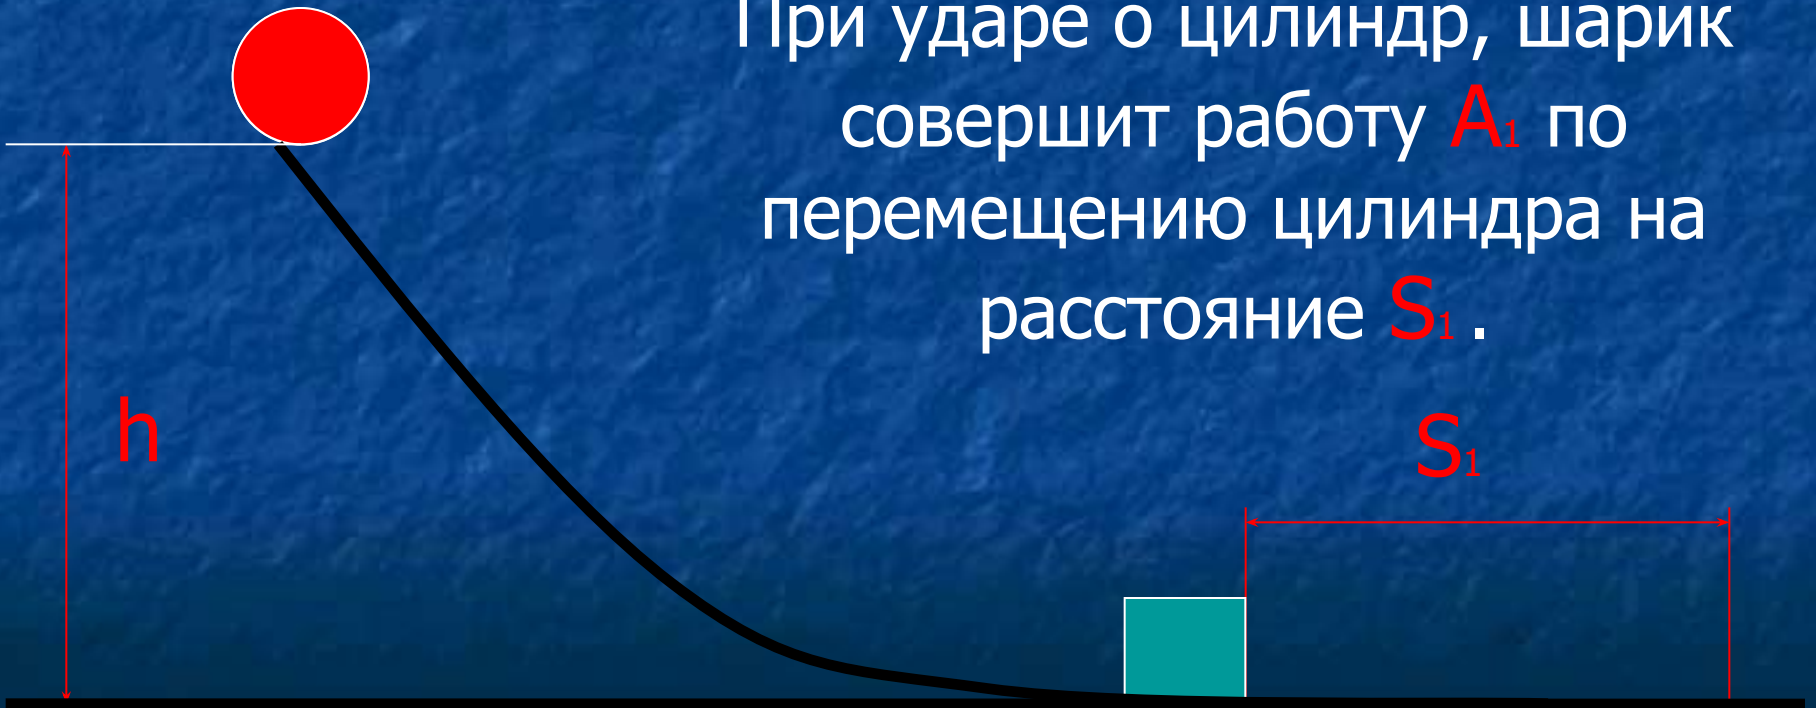 При ударе о цилиндр, шарик
совершит работу A₁ по
перемещению цилиндра на
расстояние S₁ .
h
S₁